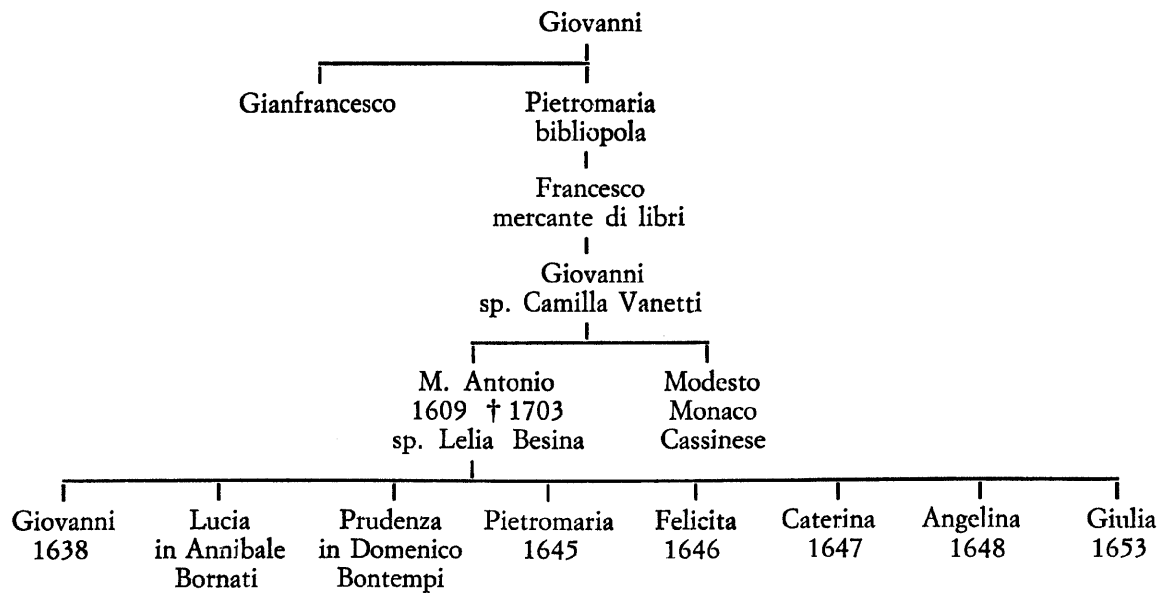 Giovanni
Gianfrancesco Pietromaria
bibliopola
Francesco
mercante di libri
Giovanni
sp. Camilla Vanetti
M. Antonio Modesto
1609 † 1703 Monaco
sp. Lelia Besina Cassinese
Giovanni Lucia Prudenza Pietromaria Felicita Caterina Angelina Giulia
1638 in Annibale in Domenico 1645 1646 1647 1648 1653
Bornati Bontempi